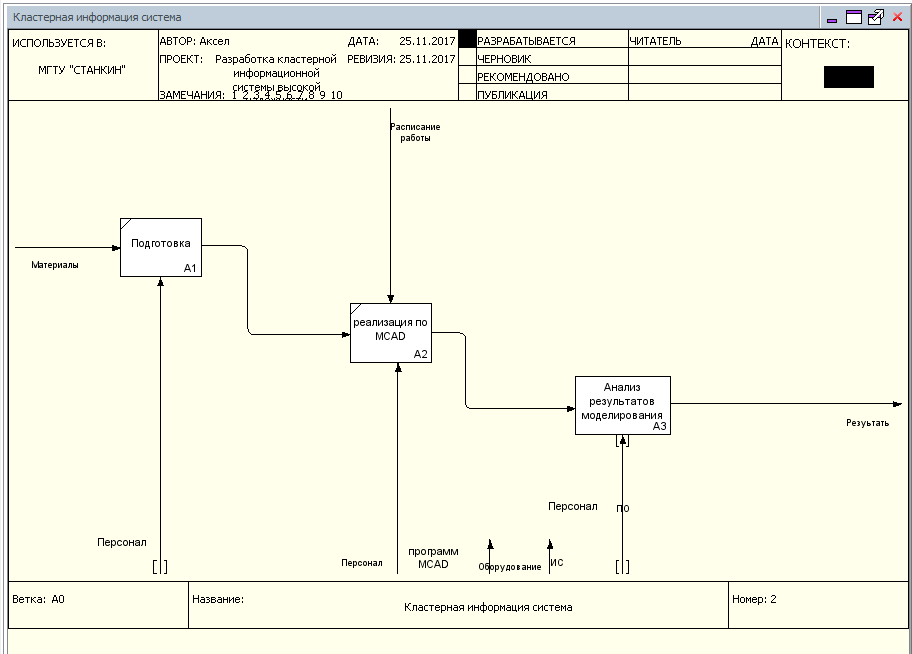 Кластерная информация система
ИСПОЛЬЗУЕТСЯ В:
МГТУ "СТАНКИН"
АВТОР: Аксел
ДАТА: 25.11.2017
ПРОЕКТ: Разработка кластерной
информационной
системы высокой
РЕВИЗИЯ: 25.11.2017
ЗАМЕЧАНИЯ: 1 2 3 4 5 6 7 8 9 10
РАЗРАБАТЫВАЕТСЯ
ЧЕРНОВИК
РЕКОМЕНДОВАНО
ПУБЛИКАЦИЯ
ЧИТАТЕЛЬ
ДАТА
КОНТЕКСТ:
Расписание
работы
Подготовка
A1
Материалы
реализация по
MCAD
A2
Анализ
результатов
моделирования
A3
Резуьтать
Персонал
ПО
Персонал
Персонал
программ
MCAD
Оборудование
ИС
Ветка: A0
Название:
Кластерная информация система
Номер: 2